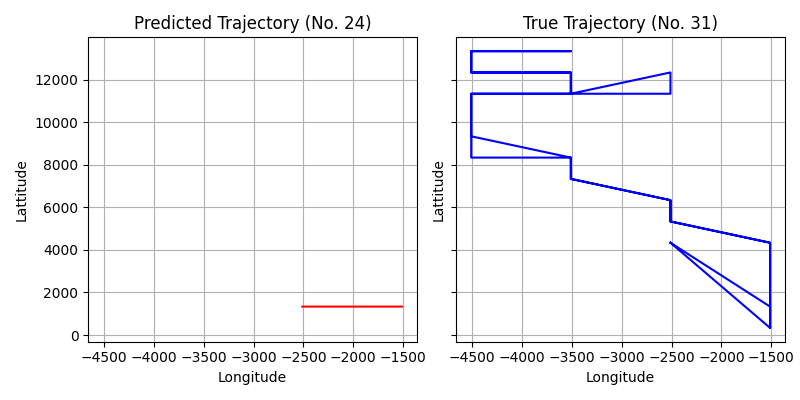 Predicted Trajectory (No. 24)
Lattitude
12000
10000
8000
6000
4000
2000
0
−4500 −4000 −3500 −3000 −2500 −2000 −1500
Longitude
True Trajectory (No. 31)
Lattitude
−4500 −4000 −3500 −3000 −2500 −2000 −1500
Longitude